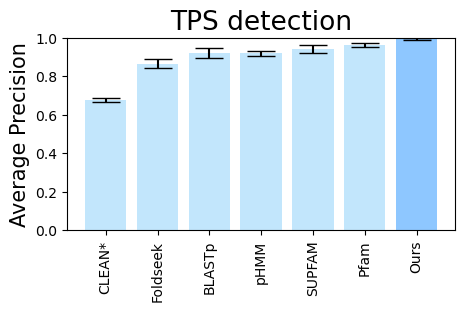 TPS detection
Average Precision
1.0
0.8
0.6
0.4
0.2
0.0
CLEAN*
Foldseek
BLASTp
pHMM
SUPFAM
Pfam
Ours